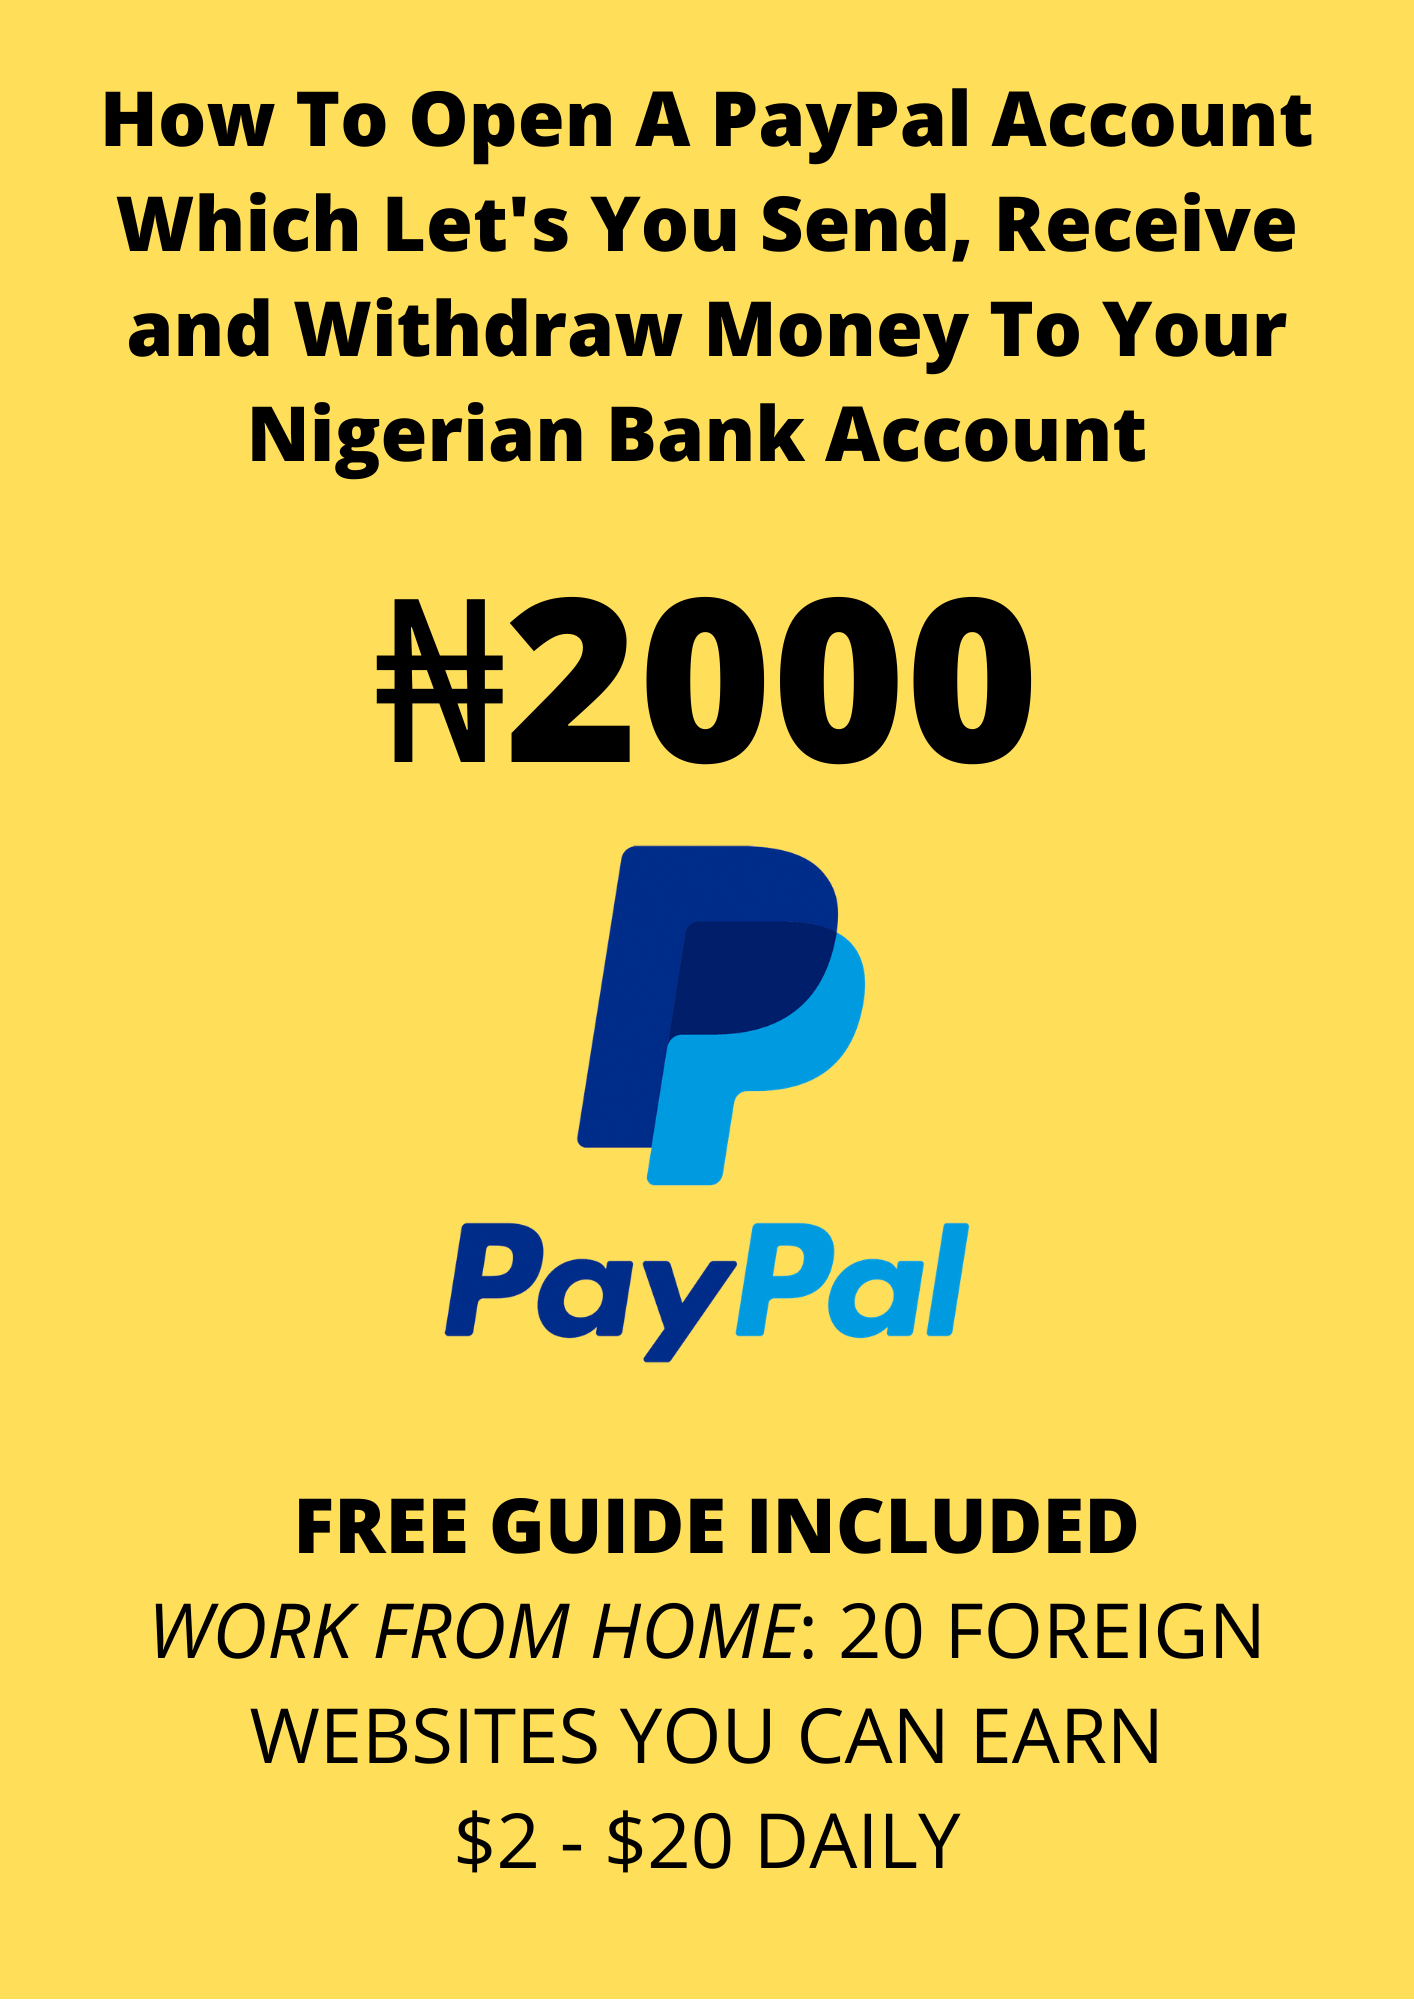 How To Open A PayPal Account
Which Let's You Send, Receive
and Withdraw Money To Your
Nigerian Bank Account
₦2000
PayPal
FREE GUIDE INCLUDED
WORK FROM HOME: 20 FOREIGN
WEBSITES YOU CAN EARN
$2 - $20 DAILY